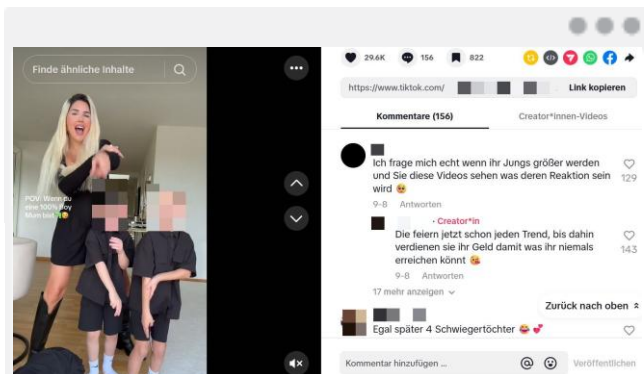 Finde ähnliche Inhalte
POV: Wenn du
eine 100% Boy
Mum bist
29.6K
156
822
https://www.tiktok.com/
Link kopieren
Kommentare (156)
Creator*innen-Videos
Ich frage mich echt wenn ihr Jungs größer werden
und Sie diese Videos sehen was deren Reaktion sein
wird 🥹
129
9-8 Antworten
· Creator*in
Die feiern jetzt schon jeden Trend, bis dahin
verdienen sie ihr Geld damit was ihr niemals
erreichen könnt 😘
143
9-8 Antworten
17 mehr anzeigen
Zurück nach oben
Egal später 4 Schwiegertöchter 😂 💕
Kommentar hinzufügen ...
Veröffentlichen